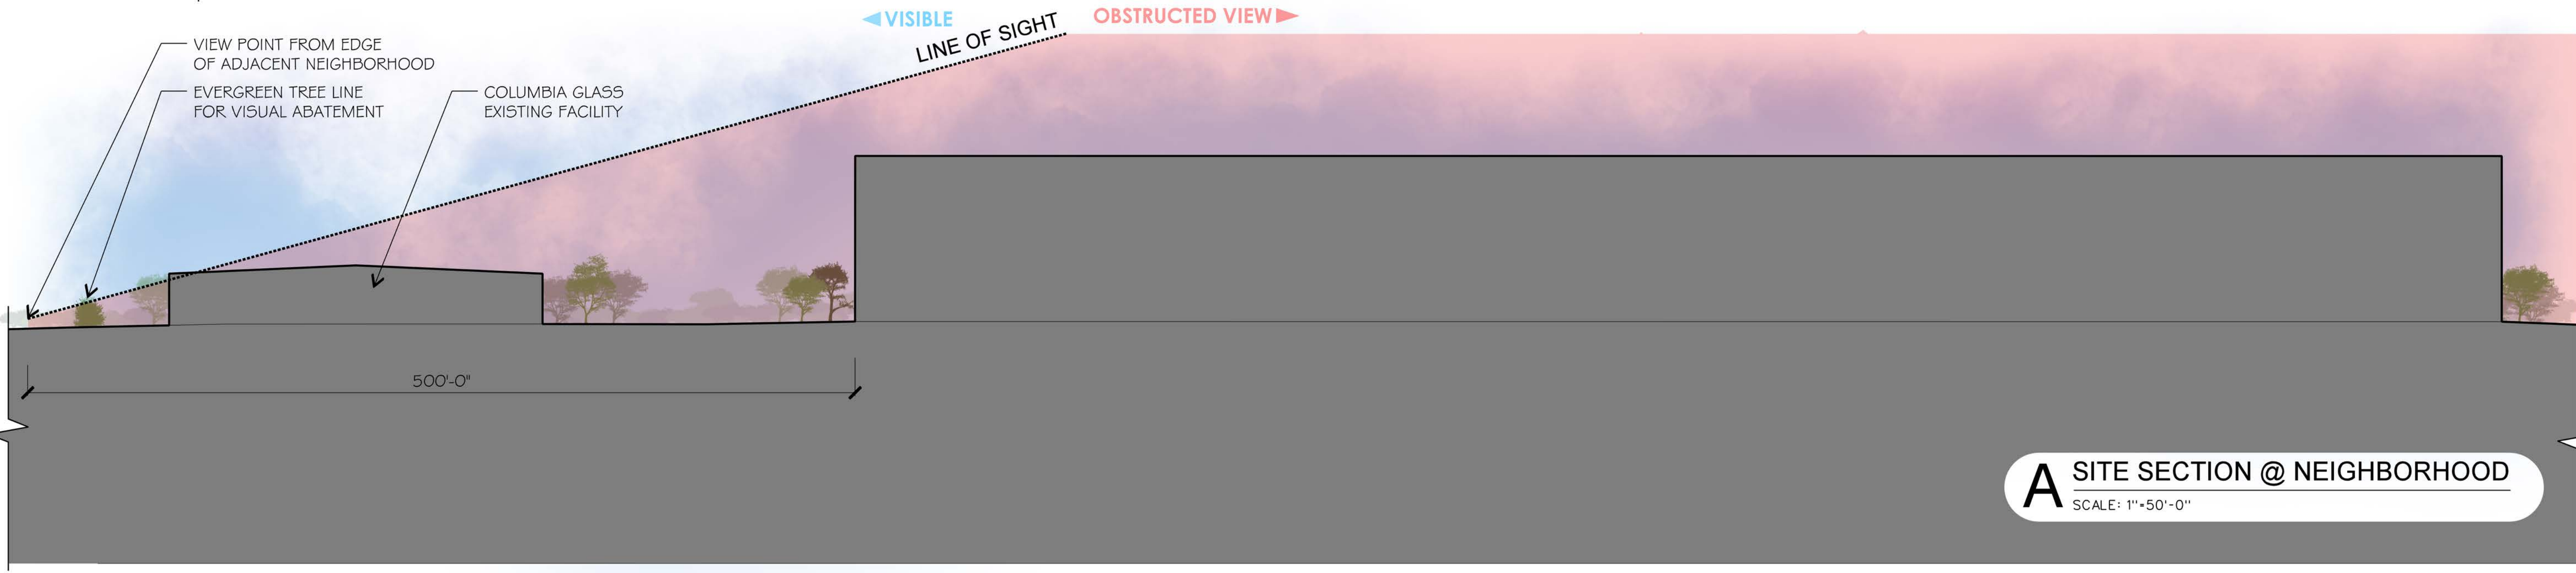 VISIBLE
OBSTRUCTED VIEW
LINE OF SIGHT
VIEW POINT FROM EDGE
OF ADJACENT NEIGHBORHOOD
EVERGREEN TREE LINE
FOR VISUAL ABATEMENT
COLUMBIA GLASS
EXISTING FACILITY
500'-0"
A
SITE SECTION @ NEIGHBORHOOD
SCALE: 1"=50'-0"